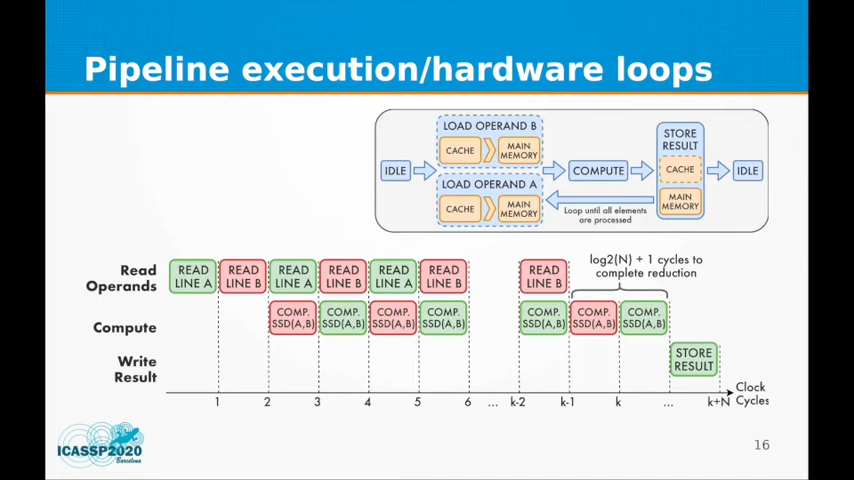 Pipeline execution/hardware loops
LOAD OPERAND B
CACHE
MAIN
MEMORY
IDLE
LOAD OPERAND A
CACHE
MAIN
MEMORY
COMPUTE
STORE
RESULT
CACHE
MAIN
MEMORY
IDLE
Loop until all elements
are processed
log2(N) + 1 cycles to
complete reduction
Read
Operands
READ
LINE A
READ
LINE B
READ
LINE A
READ
LINE B
READ
LINE A
READ
LINE B
READ
LINE B
Compute
COMP.
SSD(A,B)
COMP.
SSD(A,B)
COMP.
SSD(A,B)
COMP.
SSD(A,B)
COMP.
SSD(A,B)
COMP.
SSD(A,B)
COMP.
SSD(A,B)
Write
Result
STORE
RESULT
1 2 3 4 5 6 ... k-2 k-1 k ... k+N
Clock
Cycles
ICASSP2020
Barcelona
16